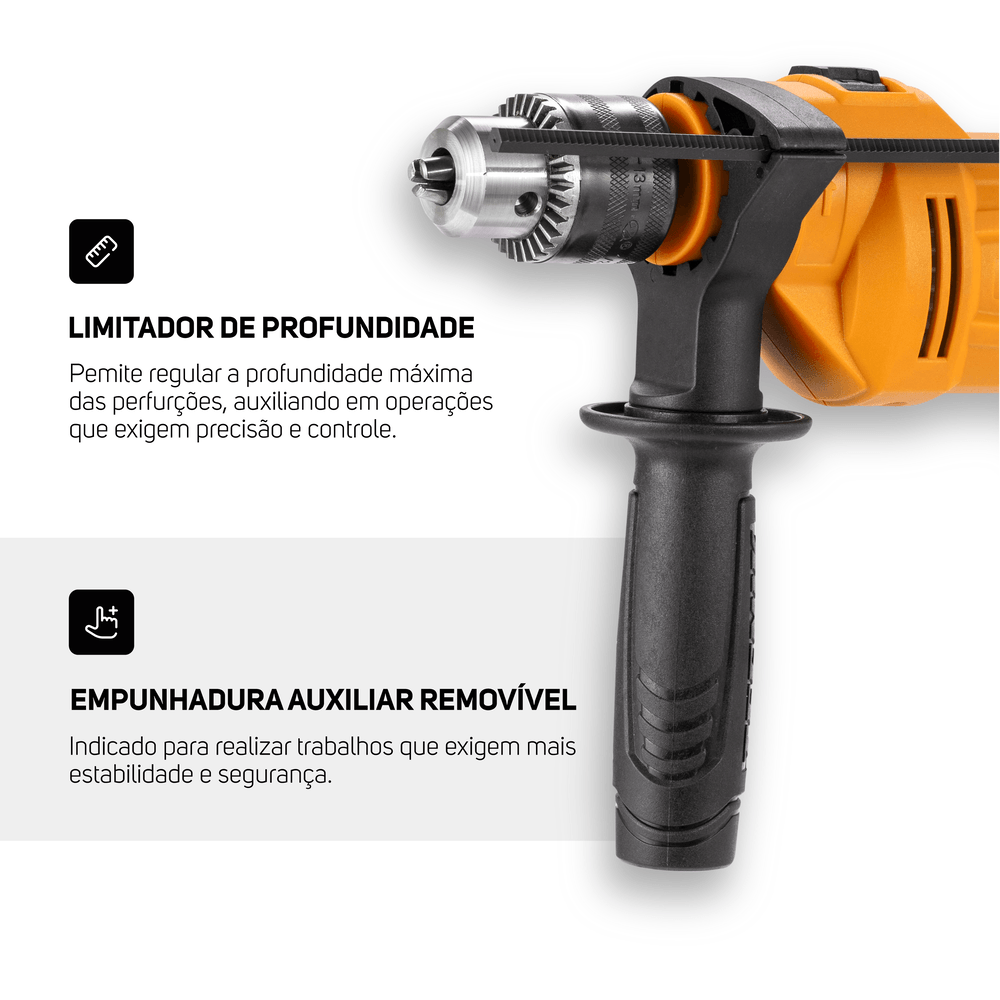 LIMITADOR DE PROFUNDIDADE
Pemite regular a profundidade máxima
das perfurções, auxiliando em operações
que exigem precisão e controle.
EMPUNHADURA AUXILIAR REMOVÍVEL
Indicado para realizar trabalhos que exigem mais
estabilidade e segurança.